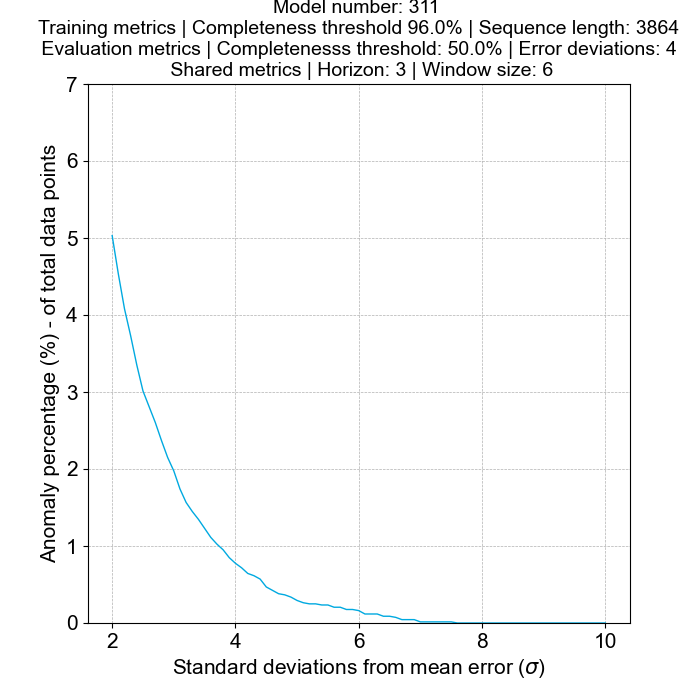 Model number: 311
Training metrics | Completeness threshold 96.0% | Sequence length: 3864
Evaluation metrics | Completenesss threshold: 50.0% | Error deviations: 4
Shared metrics | Horizon: 3 | Window size: 6
7
6
5
4
3
2
1
0
Anomaly percentage (%) - of total data points
2 4 6 8 10
Standard deviations from mean error (σ)